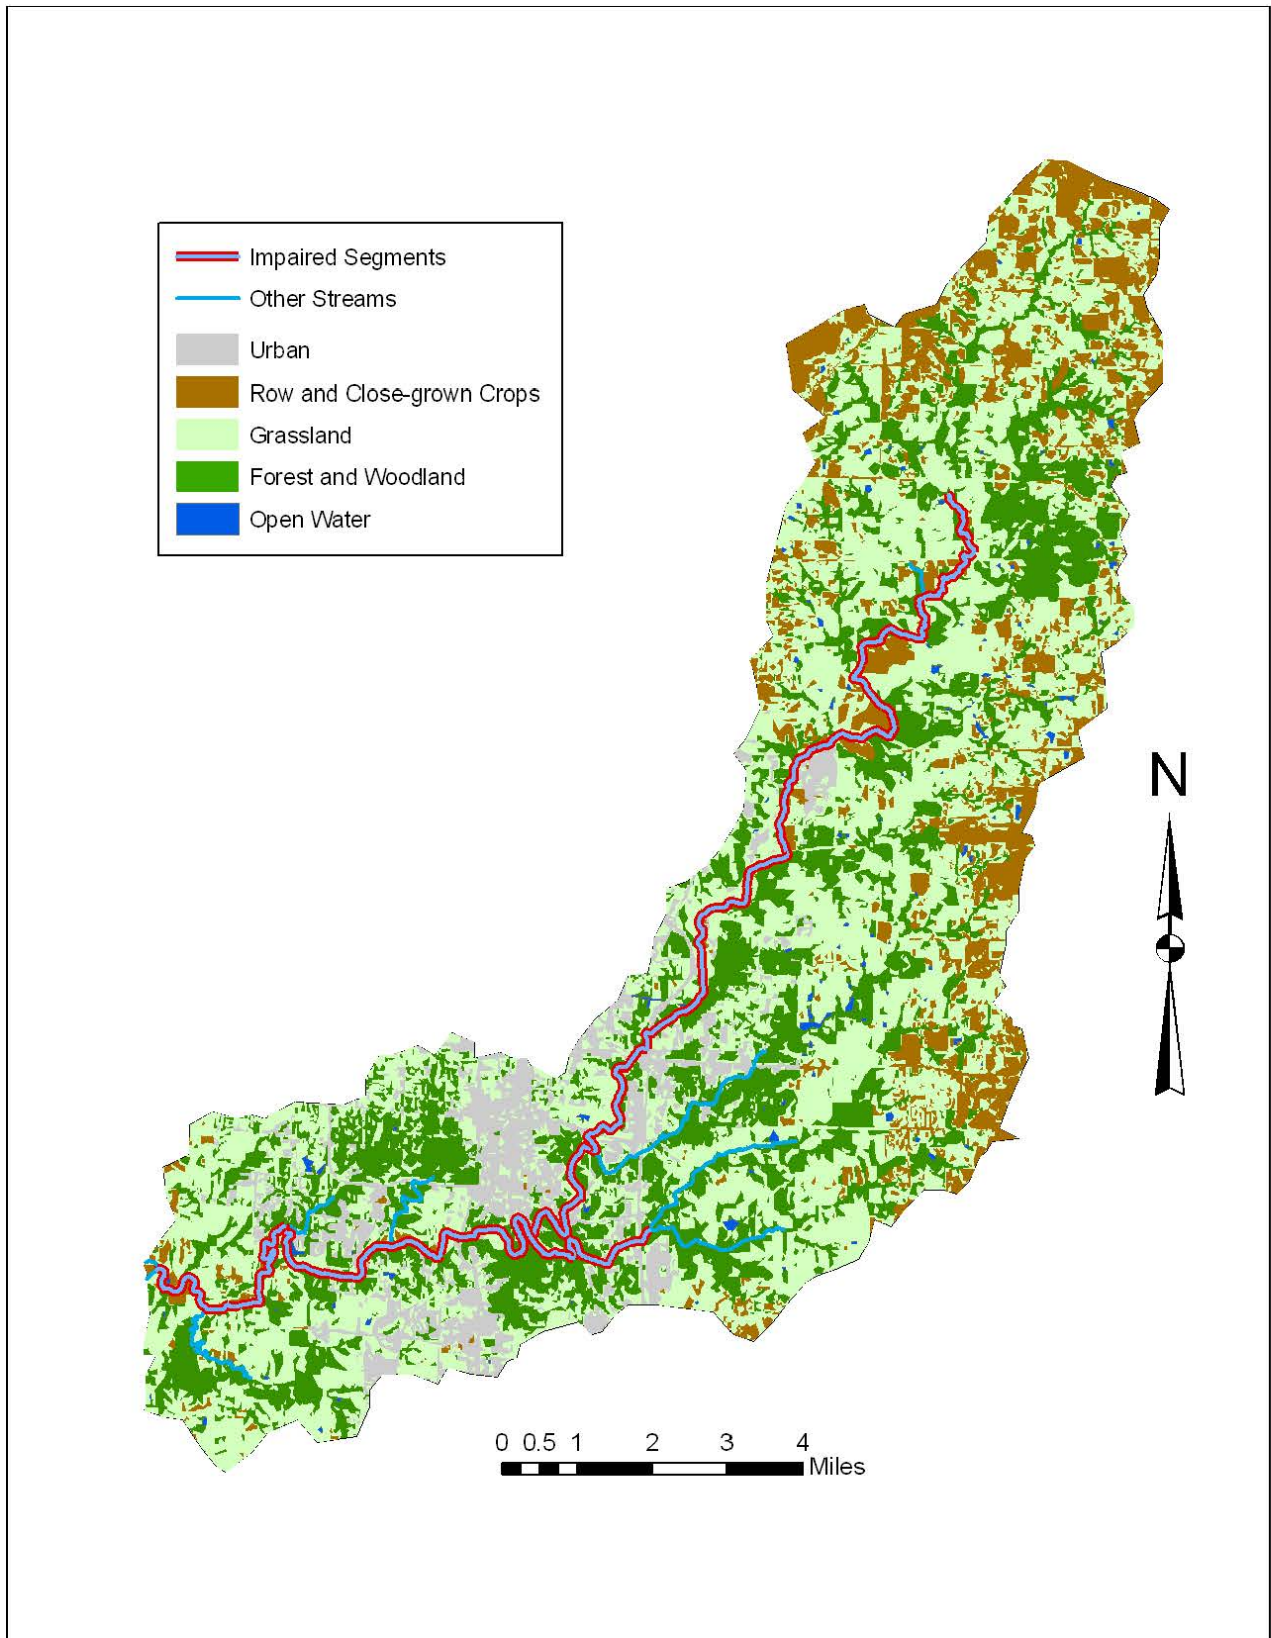 Impaired Segments
Other Streams
Urban
Row and Close-grown Crops
Grassland
Forest and Woodland
Open Water
N
0 0.5 1 2 3 4
Miles